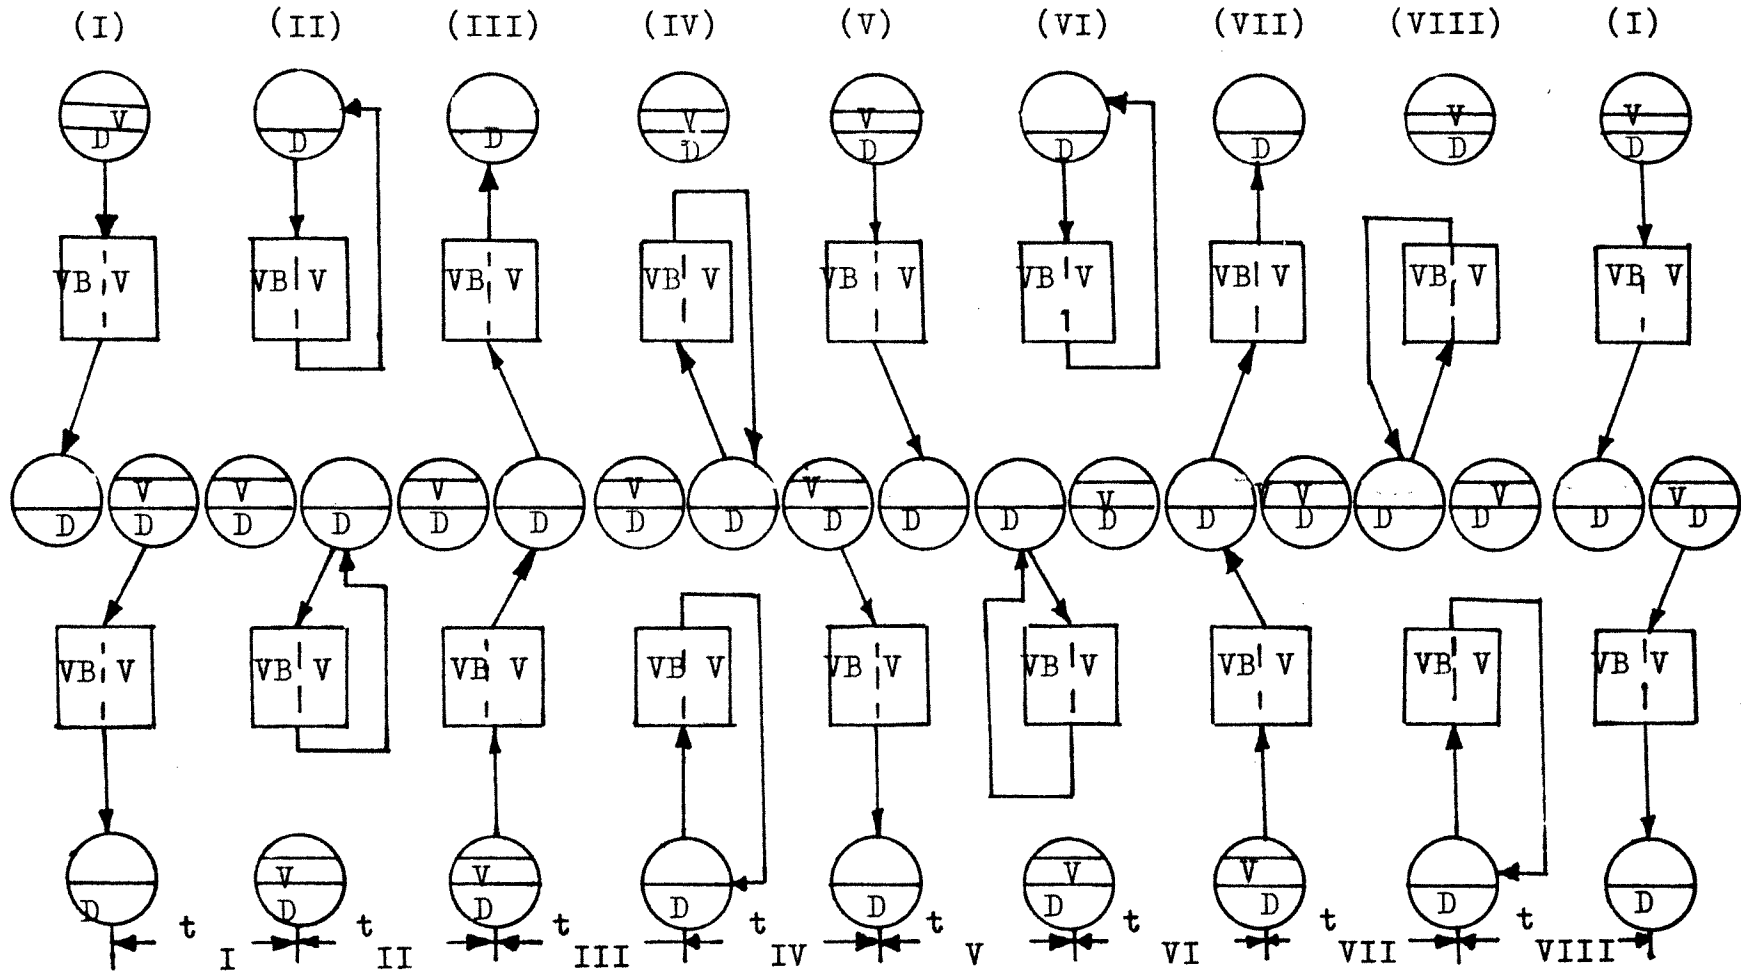 (I) (II) (III) (IV) (V) (VI) (VII) (VIII) (I)
V V V V V
D D D D D D D D D
VB V VB V VB V VB V VB V VB V VB V VB V VB V
V V V V V V V V V V
D D D D D D D D D D D D D D D D D D
VB V VB V VB V VB V VB V VB V VB V VB V VB V
V V V V
D D D D D D D D D
t t t t t t t t
I II III IV V VI VII VIII